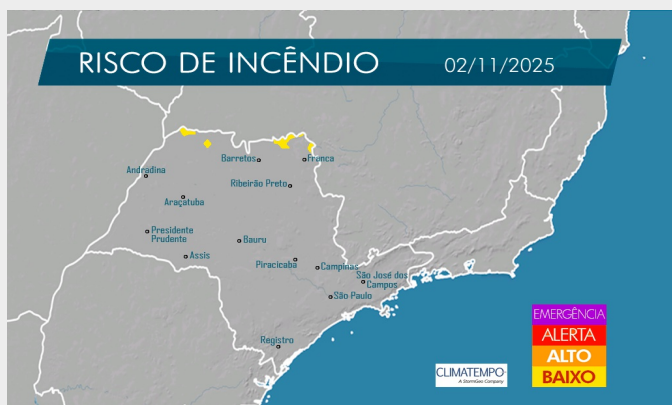 RISCO DE INCÊNDIO 02/11/2025
Barretos
Franca
Andradina
Ribeirão Preto
Araçatuba
Presidente
Prudente
Bauru
Assis
Piracicaba
Campinas
São José dos
Campos
São Paulo
Registro
EMERGÊNCIA
ALERTA
ALTO
BAIXO
CLIMATEMPO
A StormGeo Company